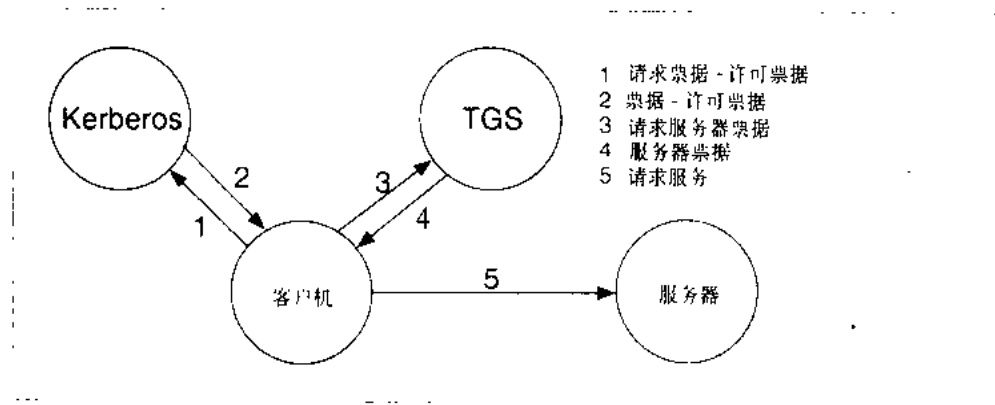 Kerberos
TGS
1 请求票据-许可票据
2 票据-许可票据
3 请求服务器票据
4 服务器票据
5 请求服务
2
3
1
4
5
客户机
服务器